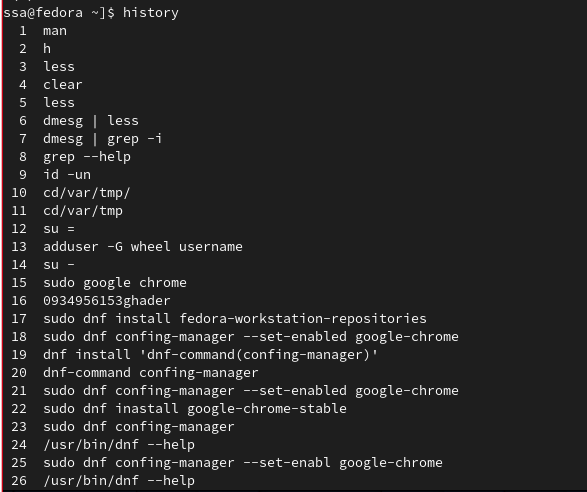 ssa@fedora ~]$ history
1 man
2 h
3 less
4 clear
5 less
6 dmesg | less
7 dmesg | grep -i
8 grep --help
9 id -un
10 cd/var/tmp/
11 cd/var/tmp
12 su =
13 adduser -G wheel username
14 su -
15 sudo google chrome
16 0934956153ghader
17 sudo dnf install fedora-workstation-repositories
18 sudo dnf confing-manager --set-enabled google-chrome
19 dnf install 'dnf-command(confing-manager)'
20 dnf-command confing-manager
21 sudo dnf confing-manager --set-enabled google-chrome
22 sudo dnf inastall google-chrome-stable
23 sudo dnf confing-manager
24 /usr/bin/dnf --help
25 sudo dnf confing-manager --set-enabl google-chrome
26 /usr/bin/dnf --help